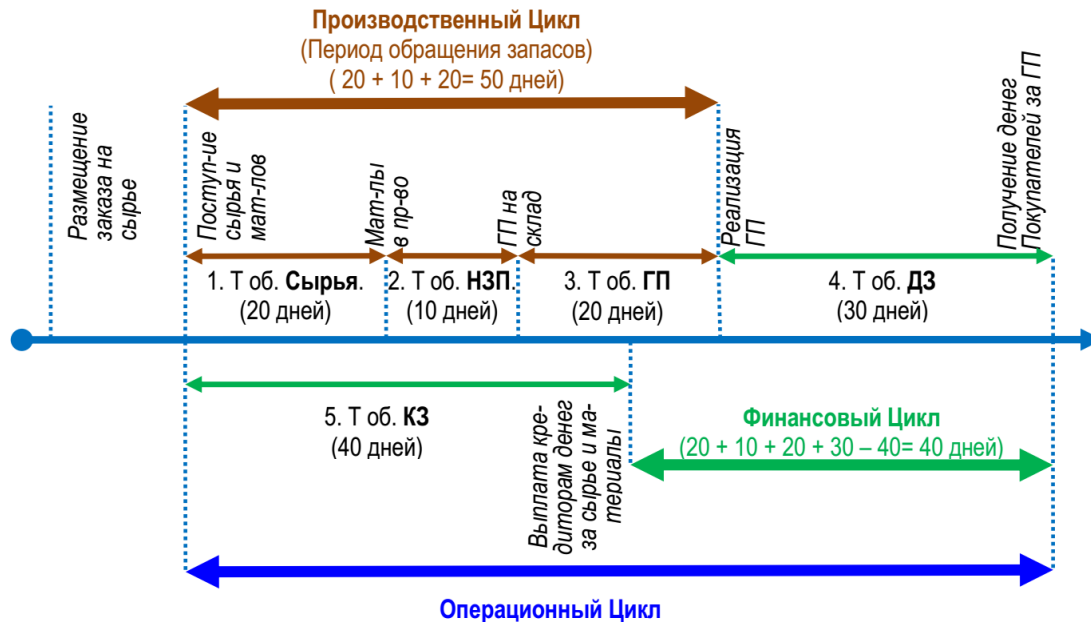 Производственный Цикл
(Период обращения запасов)
( 20 + 10 + 20= 50 дней)
Размещение
заказа на
сырье
Поступ-ие
сырья и
мат-лов
Мат-лы
в пр-во
ГП на
склад
Реализация
ГП
Получение денег
Покупателей за ГП
1. Т об. Сырья.
(20 дней)
2. Т об. НЗП.
(10 дней)
3. Т об. ГП
(20 дней)
4. Т об. ДЗ
(30 дней)
5. Т об. КЗ
(40 дней)
Выплата кре-
диторам денег
за сырье и ма-
териалы
Финансовый Цикл
(20 + 10 + 20 + 30 – 40= 40 дней)
Операционный Цикл